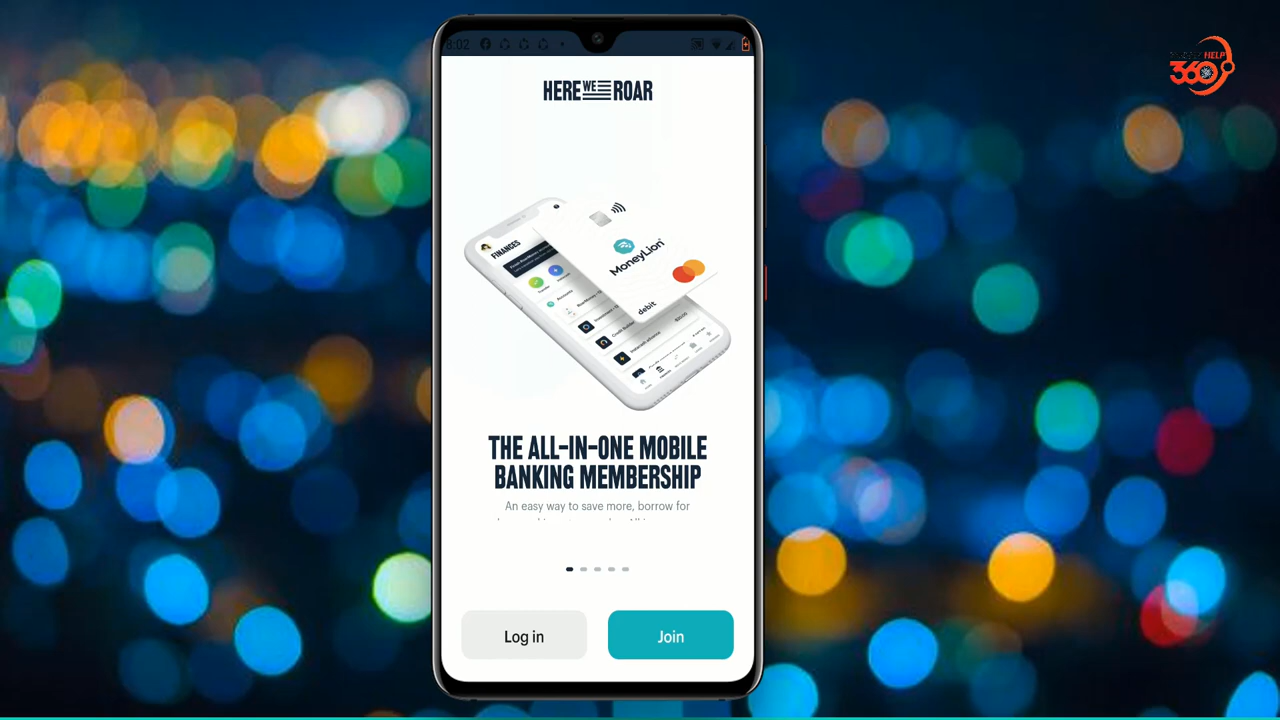 8:02
HELP
360
HERE WE ROAR
FINANCES
MoneyLion
debit
THE ALL-IN-ONE MOBILE
BANKING MEMBERSHIP
An easy way to save more, borrow for
Log in
Join